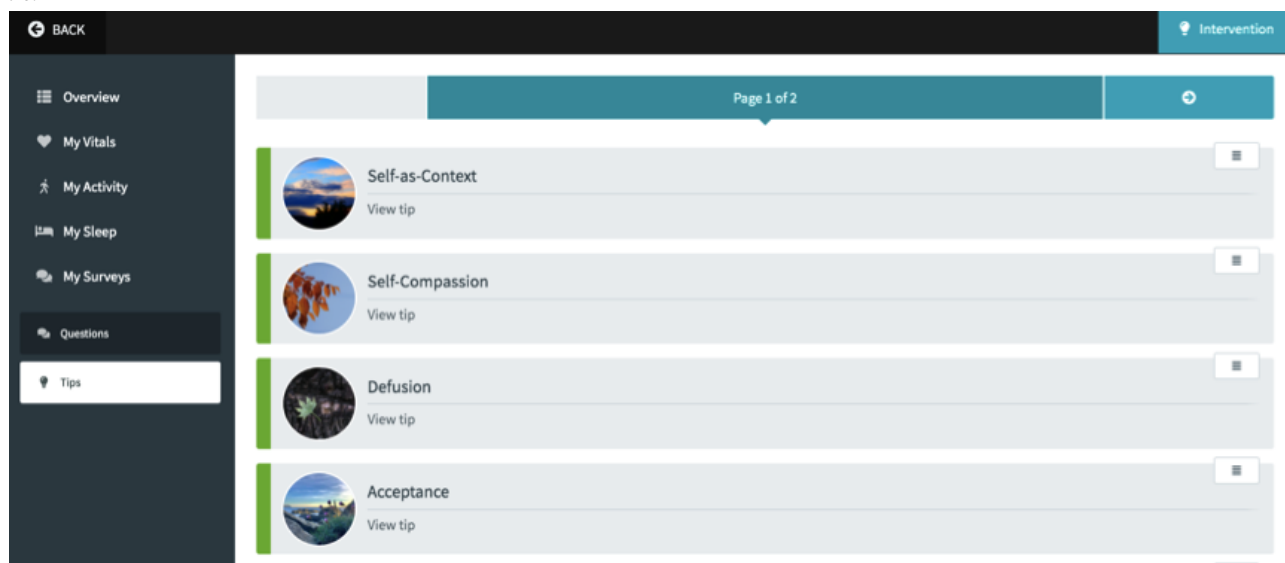 BACK
Intervention
Overview
My Vitals
My Activity
My Sleep
My Surveys
Questions
Tips
Page 1 of 2
Self-as-Context
View tip
Self-Compassion
View tip
Defusion
View tip
Acceptance
View tip